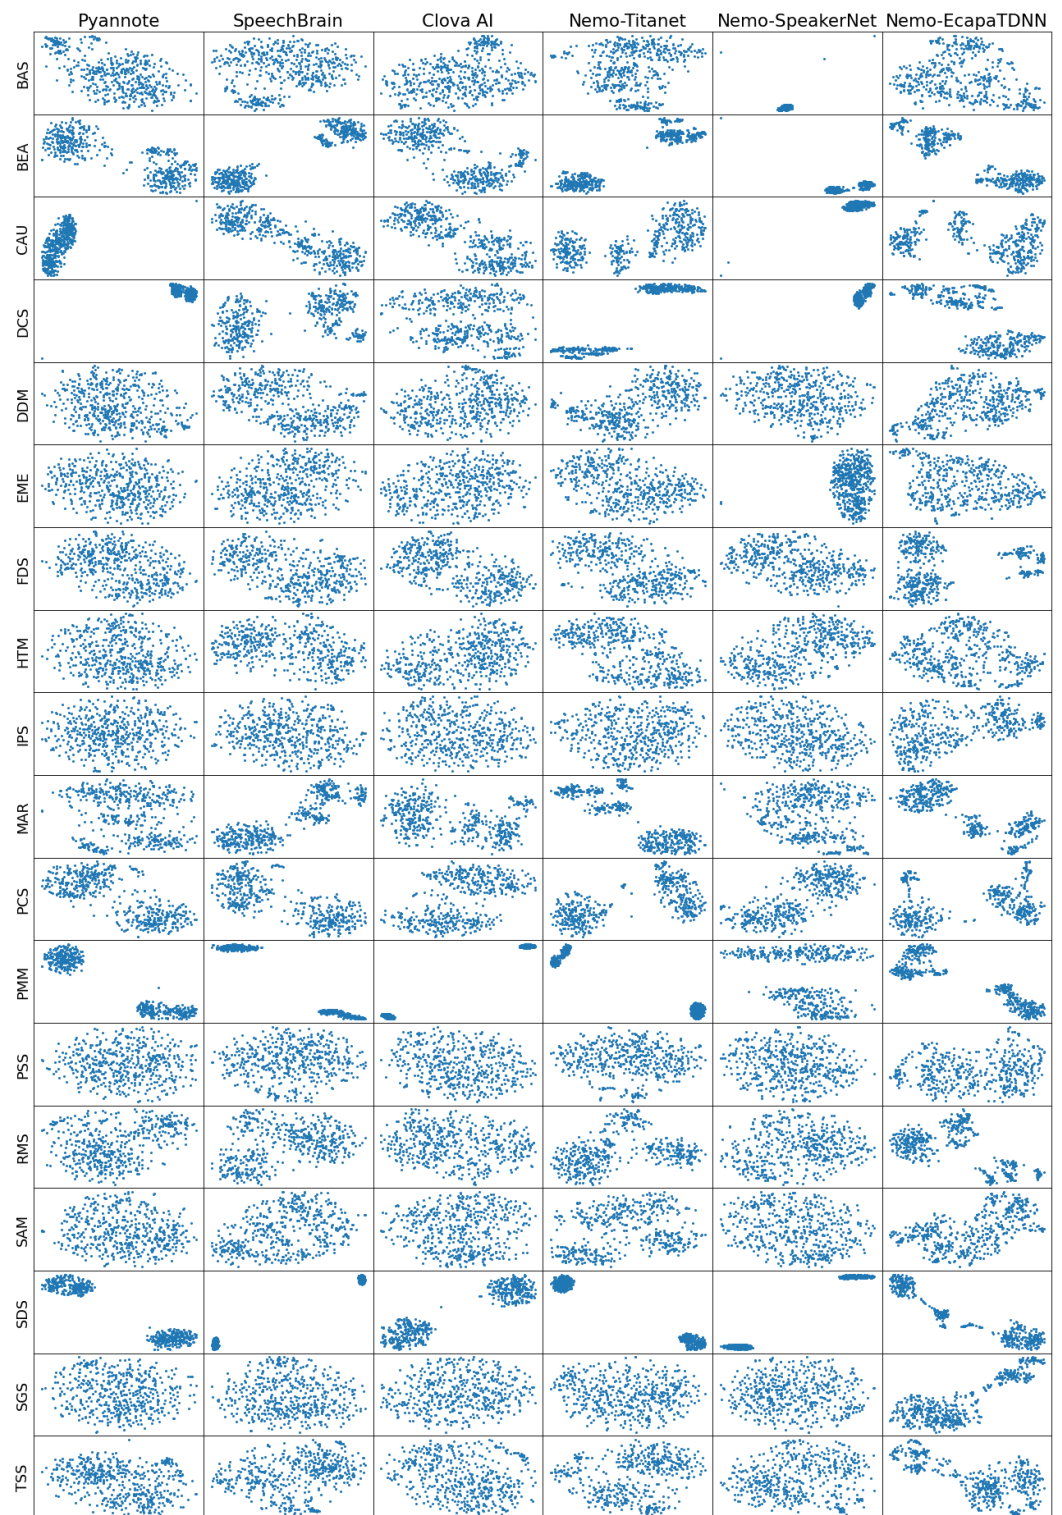 Pyannote SpeechBrain Clova AI Nemo-Titanet Nemo-SpeakerNet Nemo-EcapaTDNN
BAS
BEA
CAU
DCS
DDM
EME
FDS
HTM
IPS
MAR
PCS
PMM
PSS
RMS
SAM
SDS
SGS
TSS